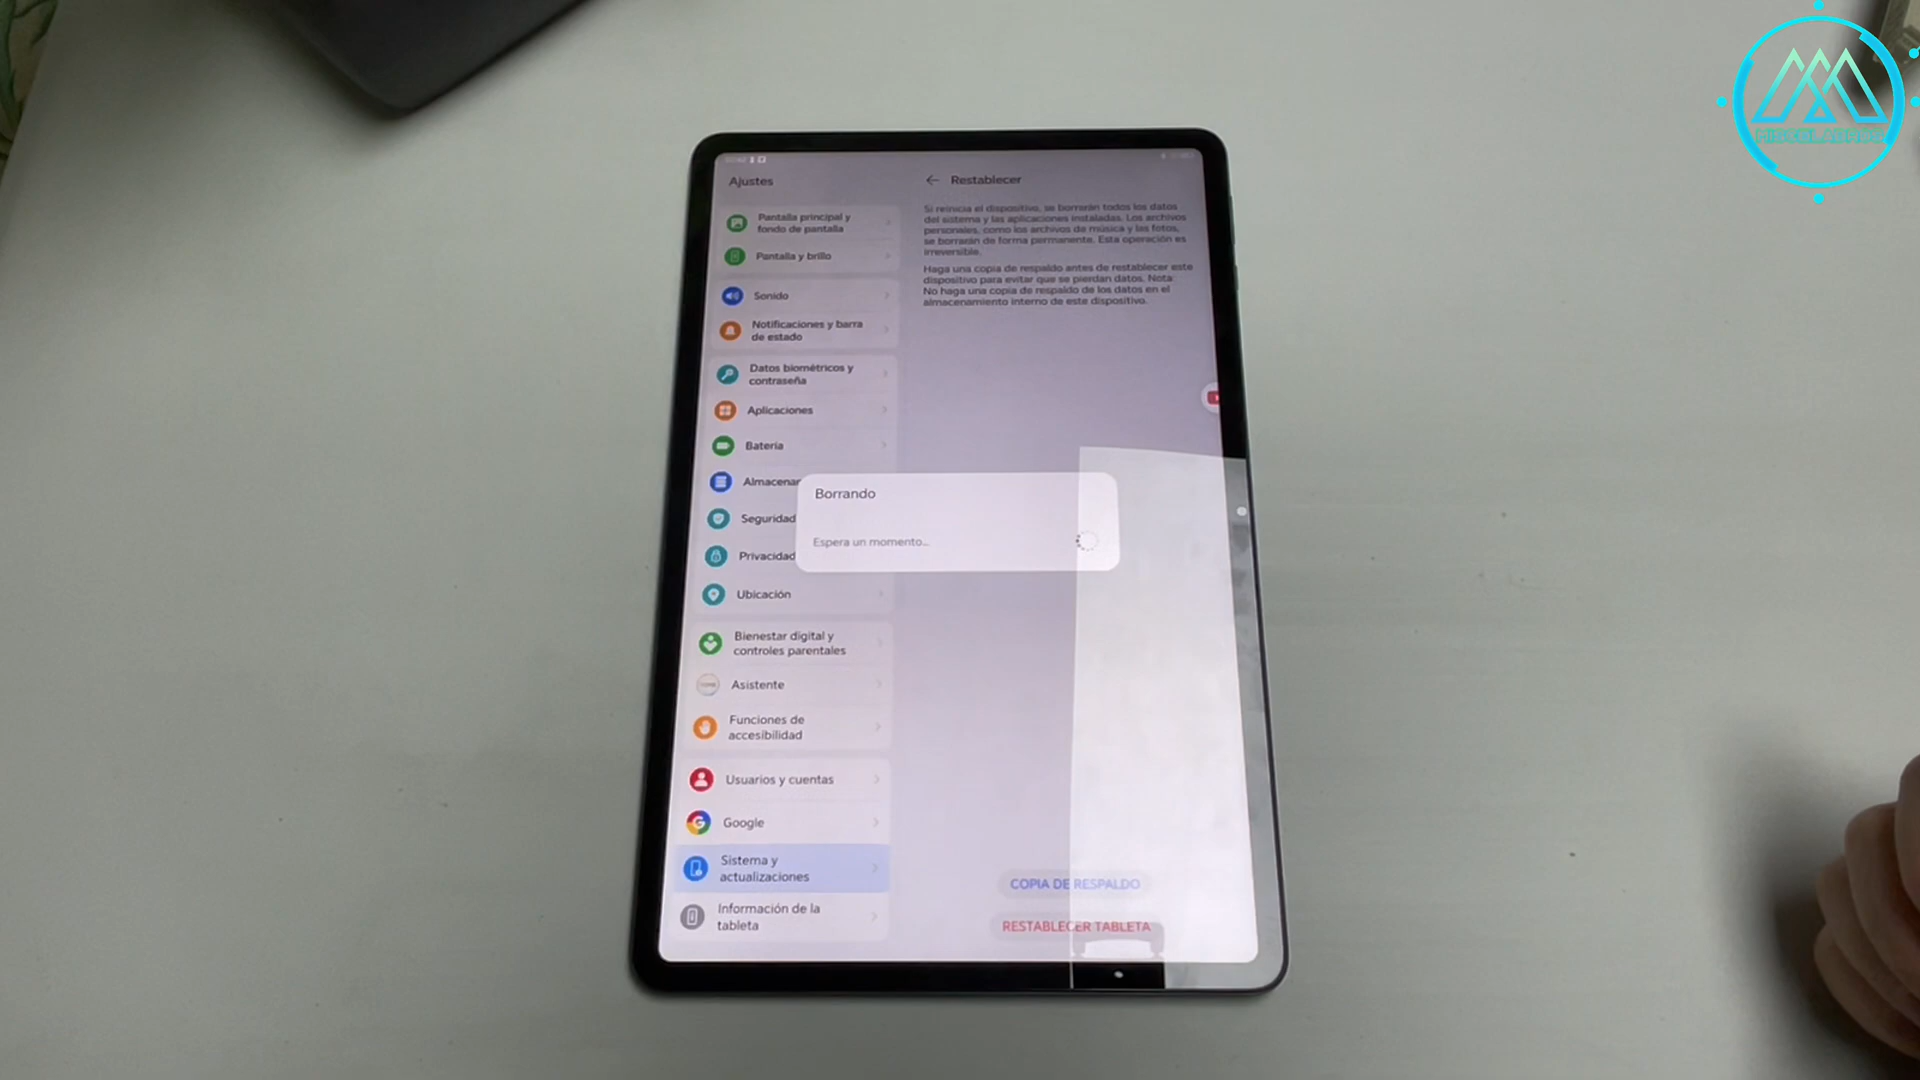 MISCELABROS
Ajustes
Restablecer
Pantalla principal y
fondo de pantalla
Pantalla y brillo
Sonido
Notificaciones y barra
de estado
Datos biométricos y
contraseña
Aplicaciones
Batería
Almacenar
Seguridad
Privacidad
Ubicación
Bienestar digital y
controles parentales
Asistente
Funciones de
accesibilidad
Usuarios y cuentas
Google
Sistema y
actualizaciones
Información de la
tableta
Si reinicia el dispositivo, se borrarán todos los datos
del sistema y las aplicaciones instaladas. Los archivos
personales, como los archivos de música y las fotos,
se borrarán de forma permanente. Esta operación es
irreversible.
Haga una copia de respaldo antes de restablecer este
dispositivo para evitar que se pierdan datos. Nota:
No haga una copia de respaldo de los datos en el
almacenamiento interno de este dispositivo.
Borrando
Espera un momento...
COPIA DE RESPALDO
RESTABLECER TABLETA